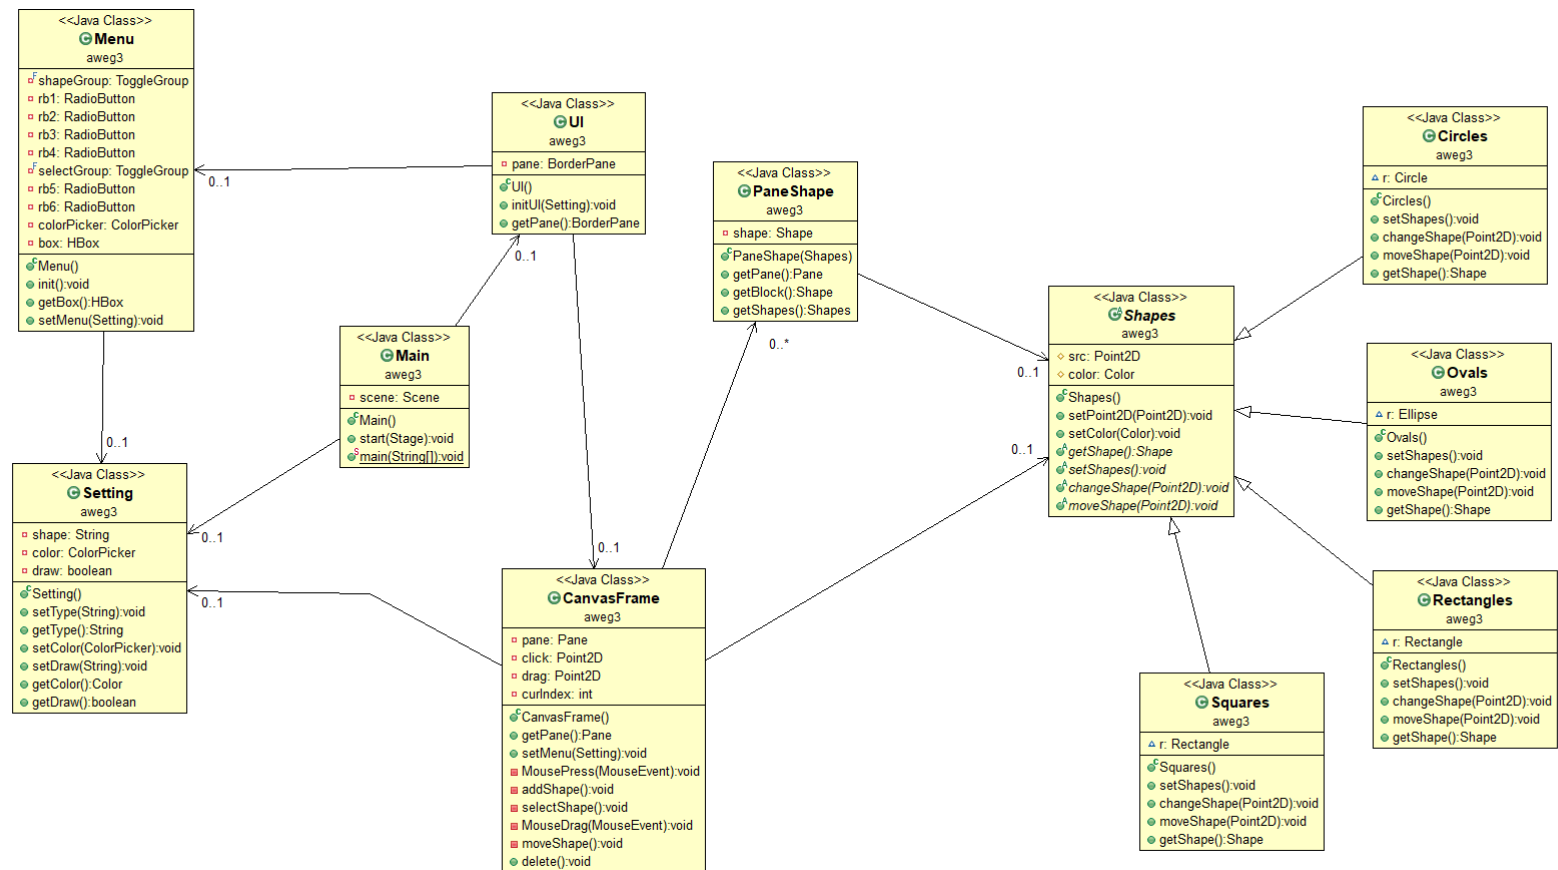 <<Java Class>>
Menu
aweg3
shapeGroup: ToggleGroup
rb1: RadioButton
rb2: RadioButton
rb3: RadioButton
rb4: RadioButton
selectGroup: ToggleGroup
rb5: RadioButton
rb6: RadioButton
colorPicker: ColorPicker
box: HBox
Menu()
init():void
getBox():HBox
setMenu(Setting):void
0..1
<<Java Class>>
UI
aweg3
pane: BorderPane
UI()
initUI(Setting):void
getPane():BorderPane
0..1
<<Java Class>>
Main
aweg3
scene: Scene
Main()
start(Stage):void
main(String[]):void
0..1
<<Java Class>>
Setting
aweg3
shape: String
color: ColorPicker
draw: boolean
Setting()
setType(String):void
getType():String
setColor(ColorPicker):void
setDraw(String):void
getColor():Color
getDraw():boolean
0..1
0..1
<<Java Class>>
PaneShape
aweg3
shape: Shape
PaneShape(Shapes)
getPane():Pane
getBlock():Shape
getShapes():Shapes
0..*
0..1
<<Java Class>>
CanvasFrame
aweg3
pane: Pane
click: Point2D
drag: Point2D
curIndex: int
CanvasFrame()
getPane():Pane
setMenu(Setting):void
MousePress(MouseEvent):void
addShape():void
selectShape():void
MouseDrag(MouseEvent):void
moveShape():void
delete():void
<<Java Class>>
Shapes
aweg3
src: Point2D
color: Color
Shapes()
setPoint2D(Point2D):void
setColor(Color):void
getShape():Shape
setShapes():void
changeShape(Point2D):void
moveShape(Point2D):void
0..1
0..1
<<Java Class>>
Circles
aweg3
r: Circle
Circles()
setShapes():void
changeShape(Point2D):void
moveShape(Point2D):void
getShape():Shape
<<Java Class>>
Ovals
aweg3
r: Ellipse
Ovals()
setShapes():void
changeShape(Point2D):void
moveShape(Point2D):void
getShape():Shape
<<Java Class>>
Rectangles
aweg3
r: Rectangle
Rectangles()
setShapes():void
changeShape(Point2D):void
moveShape(Point2D):void
getShape():Shape
<<Java Class>>
Squares
aweg3
r: Rectangle
Squares()
setShapes():void
changeShape(Point2D):void
moveShape(Point2D):void
getShape():Shape